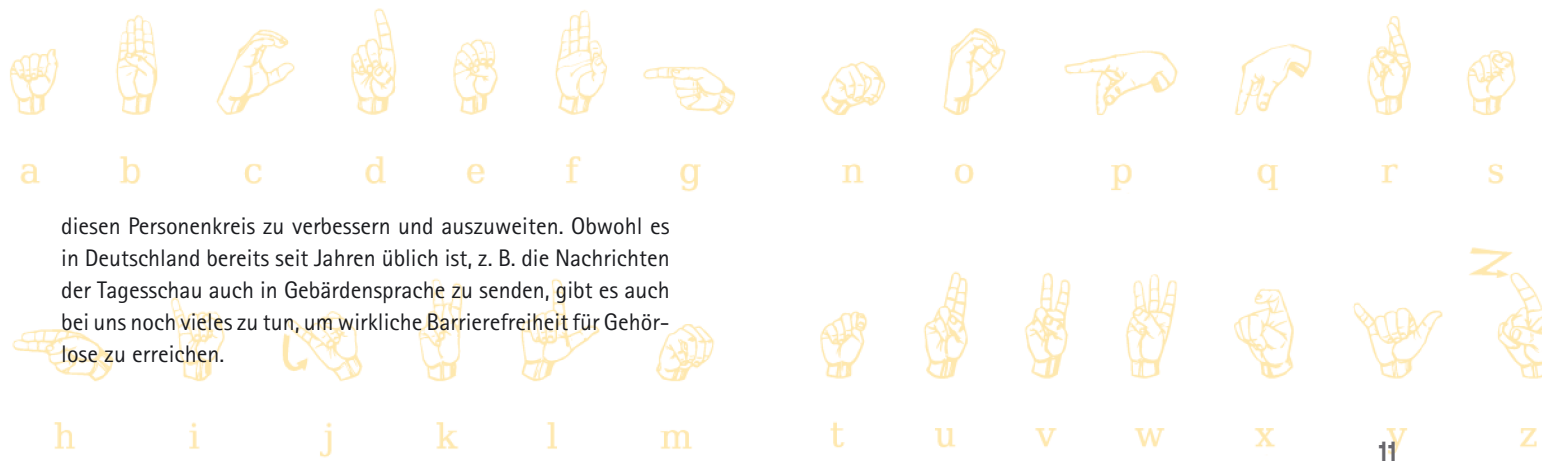 a b c d e f g n o p q r s
diesen Personenkreis zu verbessern und auszuweiten. Obwohl es
in Deutschland bereits seit Jahren üblich ist, z. B. die Nachrichten
der Tagesschau auch in Gebärdensprache zu senden, gibt es auch
bei uns noch vieles zu tun, um wirkliche Barrierefreiheit für Gehör-
lose zu erreichen.
h i j k l m t u v w x y z
11